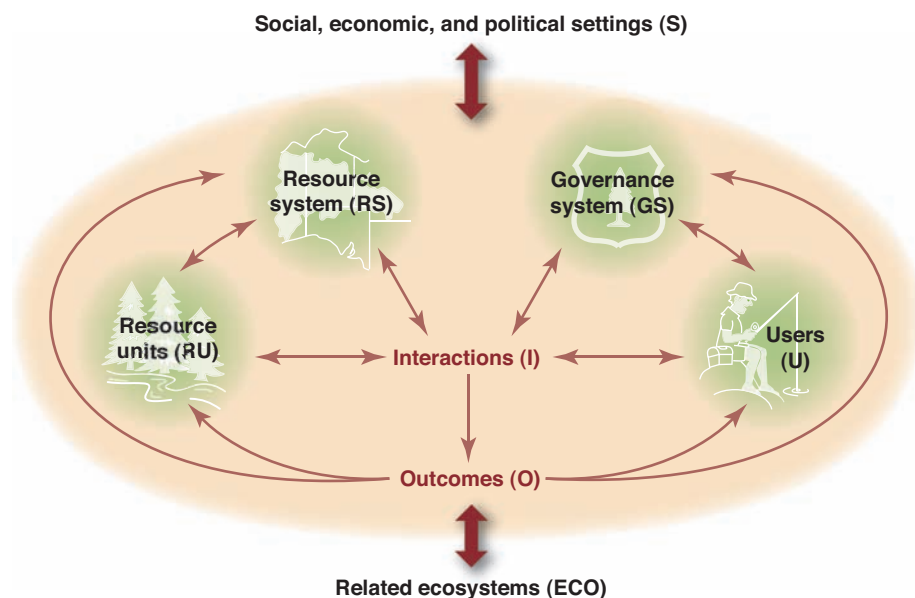 Social, economic, and political settings (S)
Resource
system (RS)
Governance
system (GS)
Resource
units (RU)
Interactions (I)
Users
(U)
Outcomes (O)
Related ecosystems (ECO)